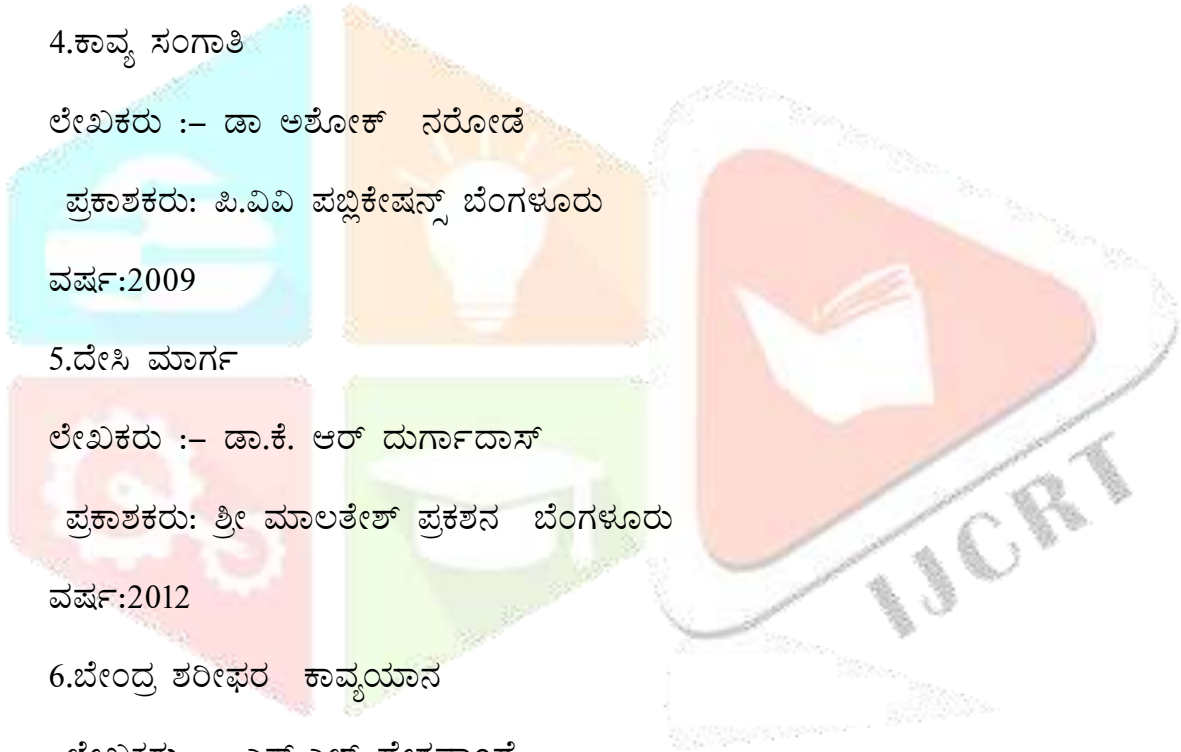 4.ಕಾವ್ಯ ಸಂಗಾತಿ
ಲೇಖಕರು :– ಡಾ ಅಶೋಕ್ ನರೋಡೆ
ಪ್ರಕಾಶಕರು: ಪಿ.ವಿವಿ ಪಬ್ಲಿಕೇಷನ್ಸ್ ಬೆಂಗಳೂರು
ವರ್ಷ:2009
5.ದೇಸಿ ಮಾರ್ಗ
ಲೇಖಕರು :– ಡಾ.ಕೆ. ಆರ್ ದುರ್ಗಾದಾಸ್
ಪ್ರಕಾಶಕರು: ಶ್ರೀ ಮಾಲತೇಶ್ ಪ್ರಕಶನ ಬೆಂಗಳೂರು
ವರ್ಷ:2012
6.ಬೇಂದ್ರ ಶರೀಫರ ಕಾವ್ಯಯಾನ
IJCRT